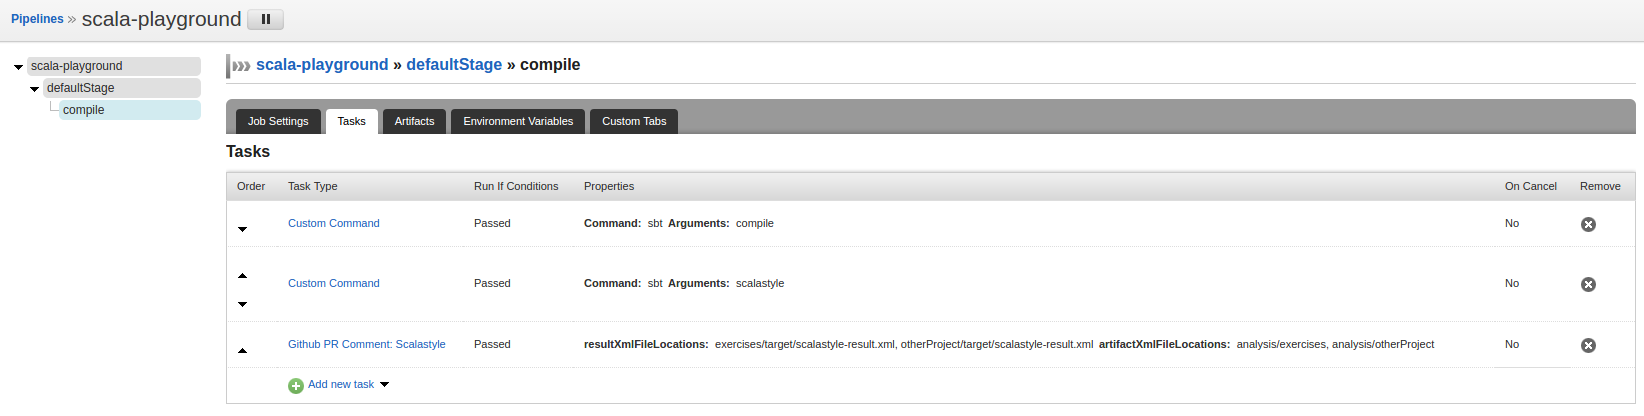 Pipelines » scala-playground
scala-playground
defaultStage
compile
scala-playground » defaultStage » compile
Job Settings Tasks Artifacts Environment Variables Custom Tabs
Tasks
Order Task Type Run If Conditions Properties On Cancel Remove
Custom Command Passed Command: sbt Arguments: compile No
Custom Command Passed Command: sbt Arguments: scalastyle No
Github PR Comment: Scalastyle Passed resultXmlFileLocations: exercises/target/scalastyle-result.xml, otherProject/target/scalastyle-result.xml artifactXmlFileLocations: analysis/exercises, analysis/otherProject No
Add new task